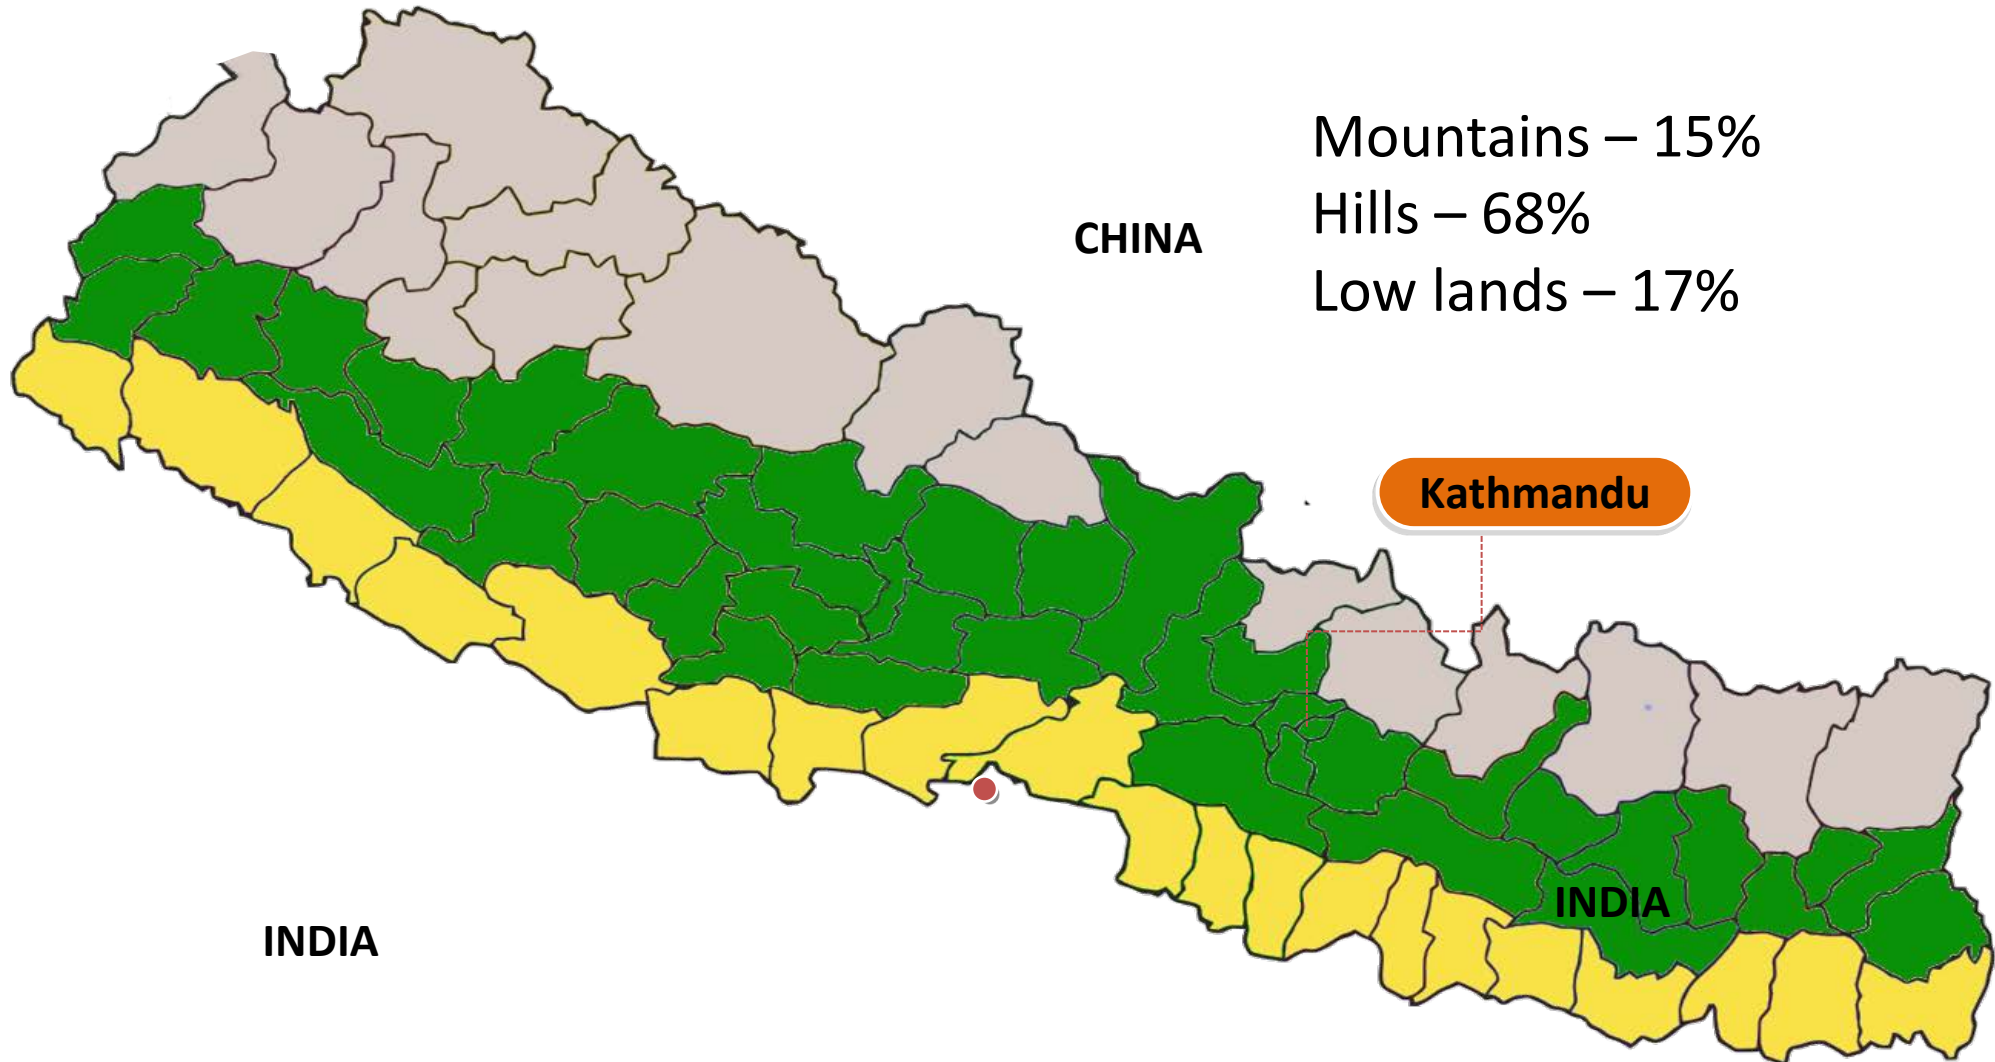 Mountains – 15%
Hills – 68%
Low lands – 17%
CHINA
Kathmandu
INDIA
INDIA